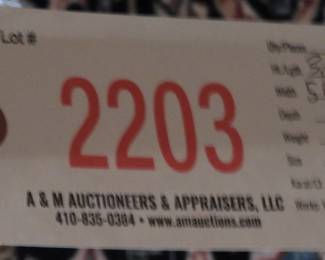 Lot #
2203
A & M AUCTIONEERS & APPRAISERS, LLC
410-835-0384 • www.amauctions.com
Width
Depth
Weight
Size